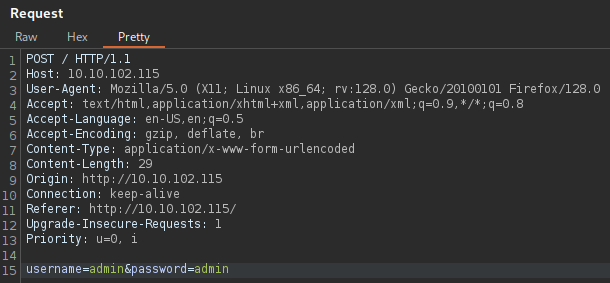 Request
Raw Hex Pretty
1 POST / HTTP/1.1
2 Host: 10.10.102.115
3 User-Agent: Mozilla/5.0 (X11; Linux x86_64; rv:128.0) Gecko/20100101 Firefox/128.0
4 Accept: text/html,application/xhtml+xml,application/xml;q=0.9,*/*;q=0.8
5 Accept-Language: en-US,en;q=0.5
6 Accept-Encoding: gzip, deflate, br
7 Content-Type: application/x-www-form-urlencoded
8 Content-Length: 29
9 Origin: http://10.10.102.115
10 Connection: keep-alive
11 Referer: http://10.10.102.115/
12 Upgrade-Insecure-Requests: 1
13 Priority: u=0, i
14
15 username=admin&password=admin